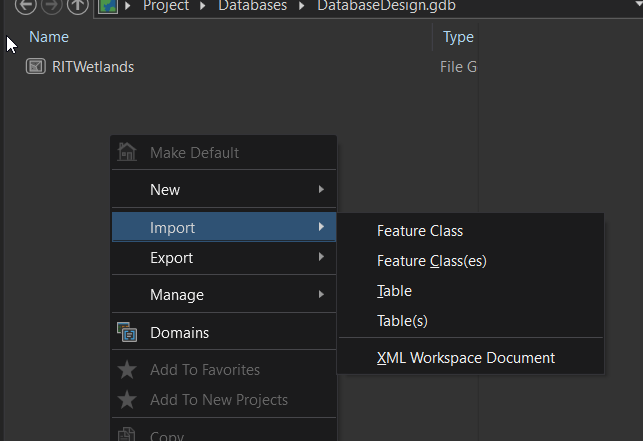 Project Databases DatabaseDesign.gdb
Name Type
RITWetlands File G
Make Default
New
Import
Feature Class
Export
Feature Class(es)
Manage
Table
Domains
Table(s)
Add To Favorites
XML Workspace Document
Add To New Projects
Copy